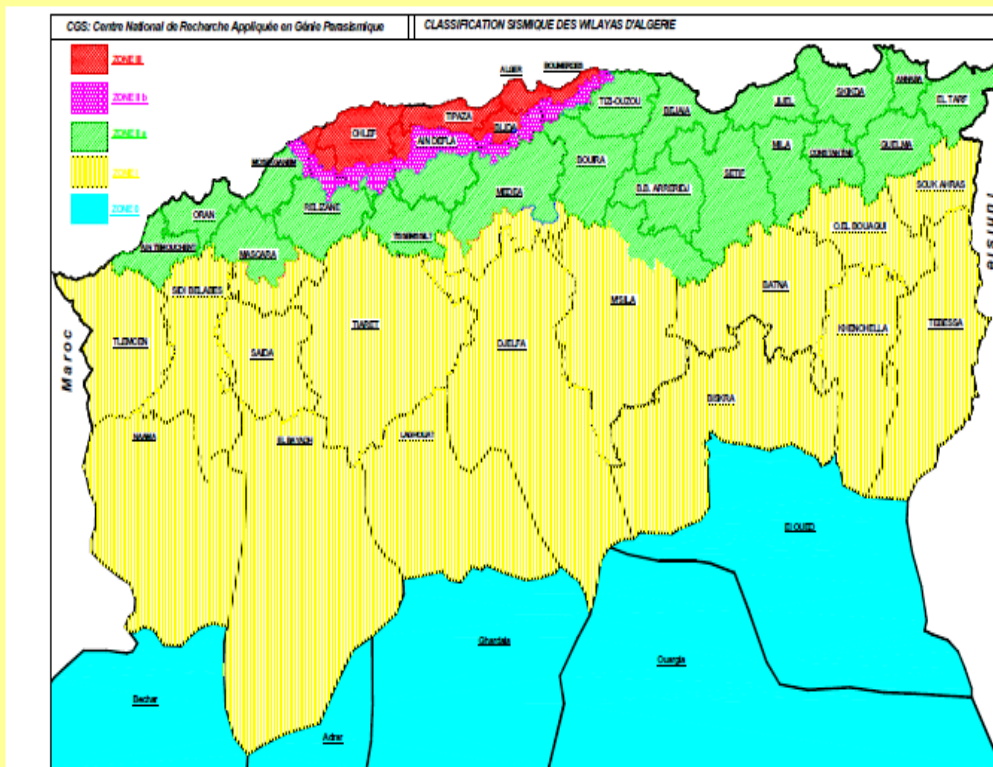 CGS: Centre National de Recherche Appliquée en Génie Parasismique
CLASSIFICATION SISMIQUE DES WILAYAS D'ALGERIE
ZONE III
ZONE II b
ZONE II a
ZONE I
ZONE 0
ALGER
BOUMERDES
TIZI-OUZOU
BEJAIA
JIJEL
SKIKDA
ANNABA
EL TARF
TIPAZA
BLIDA
CHLEF
AIN DEFLA
MOSTAGANEM
BOUIRA
MILA
CONSTANTINE
GUELMA
SETIF
B.B. ARRERIDJ
MEDEA
SOUK AHRAS
RELIZANE
ORAN
TISSEMSILT
O.EL BOUAGUI
AIN TEMOUCHENT
MASCARA
Tunisie
SIDI BELABES
BATNA
M'SILA
TIARET
KHENCHELLA
TEBESSA
TLEMCEN
SAIDA
DJELFA
Maroc
BISKRA
NAAMA
EL BAYADH
LAGHOUAT
El OUED
Ghardaia
Ouargla
Bechar
Adrar